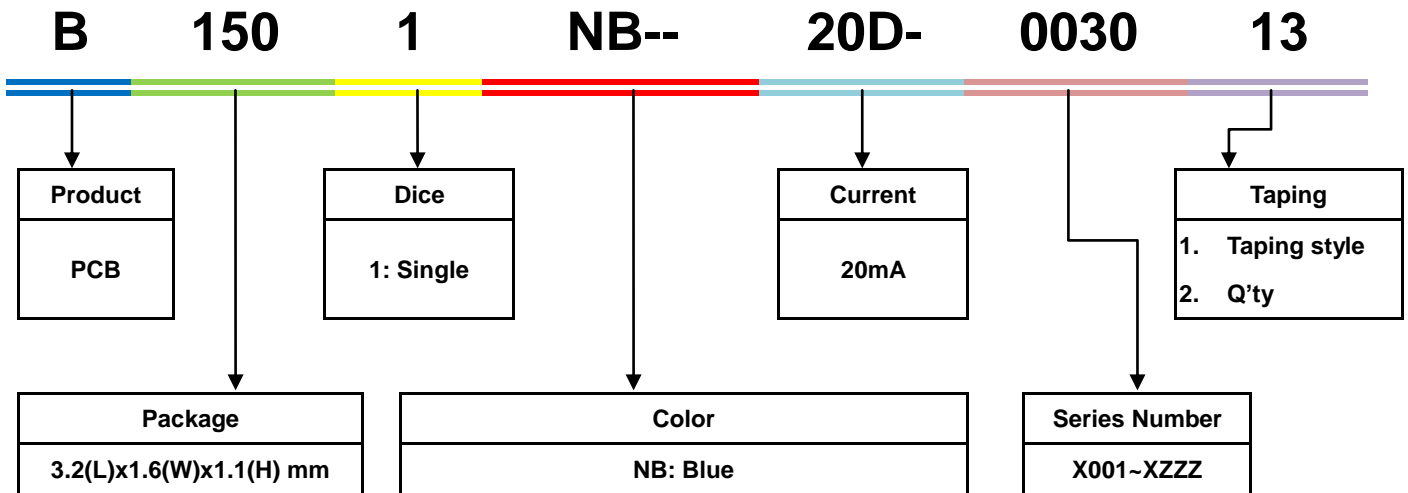 B 150 1 NB-- 20D- 0030 13
Product
PCB
Dice
1: Single
Current
20mA
Taping
1. Taping style
2. Q’ty
Package
3.2(L)x1.6(W)x1.1(H) mm
Color
NB: Blue
Series Number
X001~XZZZ